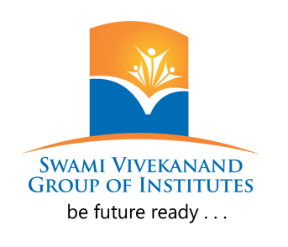 SWAMI VIVEKANAND
GROUP OF INSTITUTES
be future ready . . .